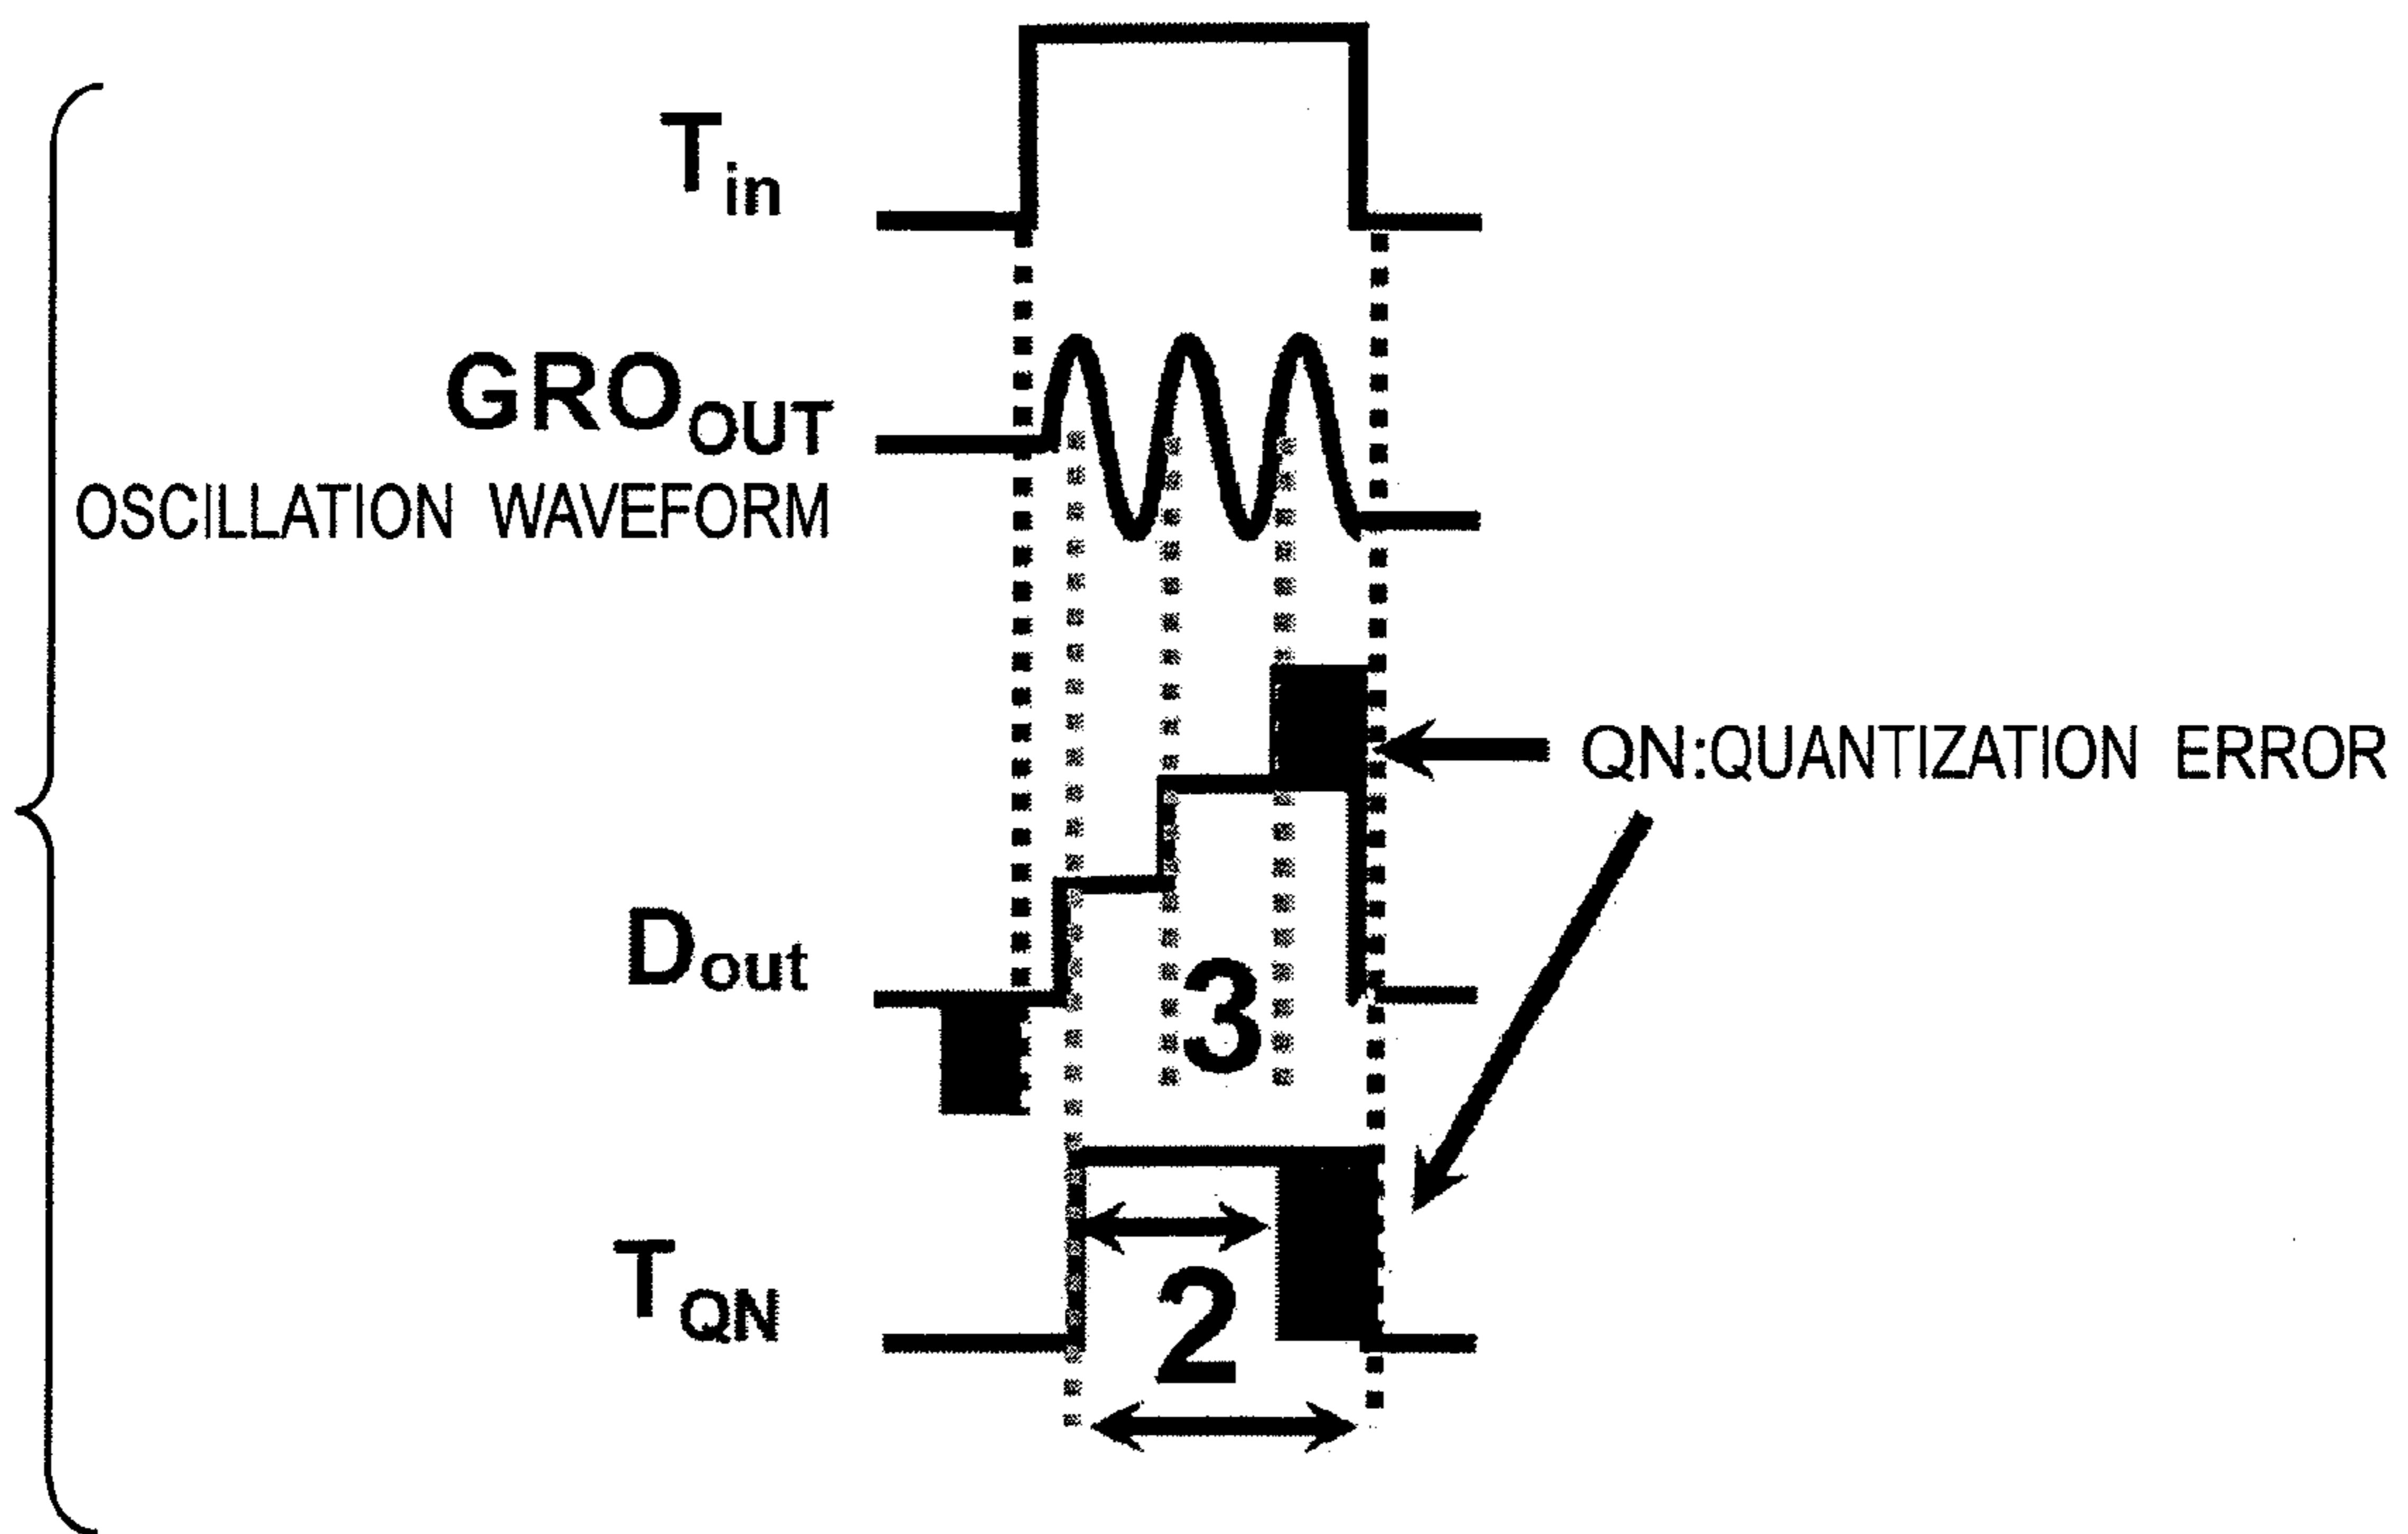 Tin
GROOUT
OSCILLATION WAVEFORM
QN:QUANTIZATION ERROR
Dout
3
TQN
2